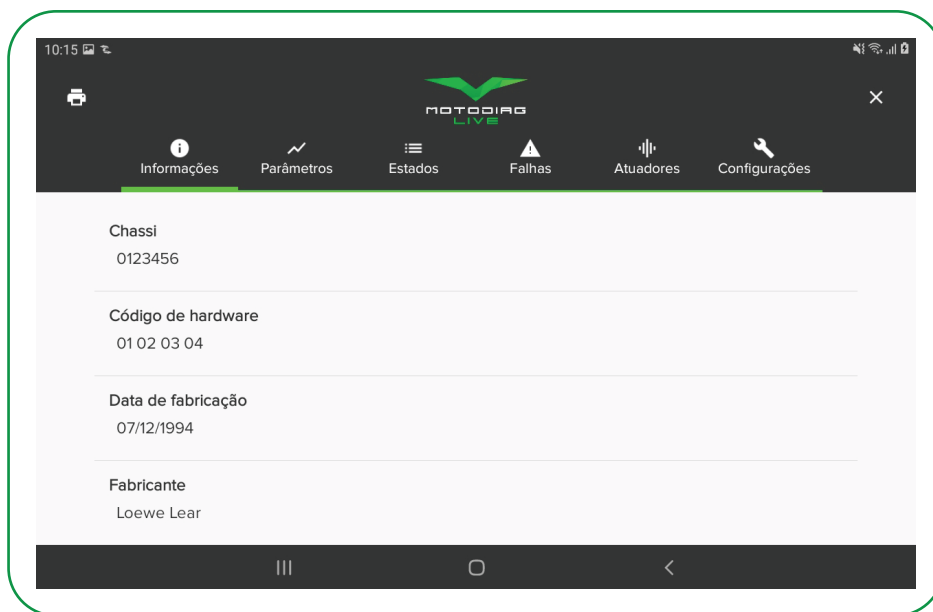 10:15
MOTODIAG
LIVE
Informações
Parâmetros
Estados
Falhas
Atuadores
Configurações
Chassi
0123456
Código de hardware
01 02 03 04
Data de fabricação
07/12/1994
Fabricante
Loewe Lear